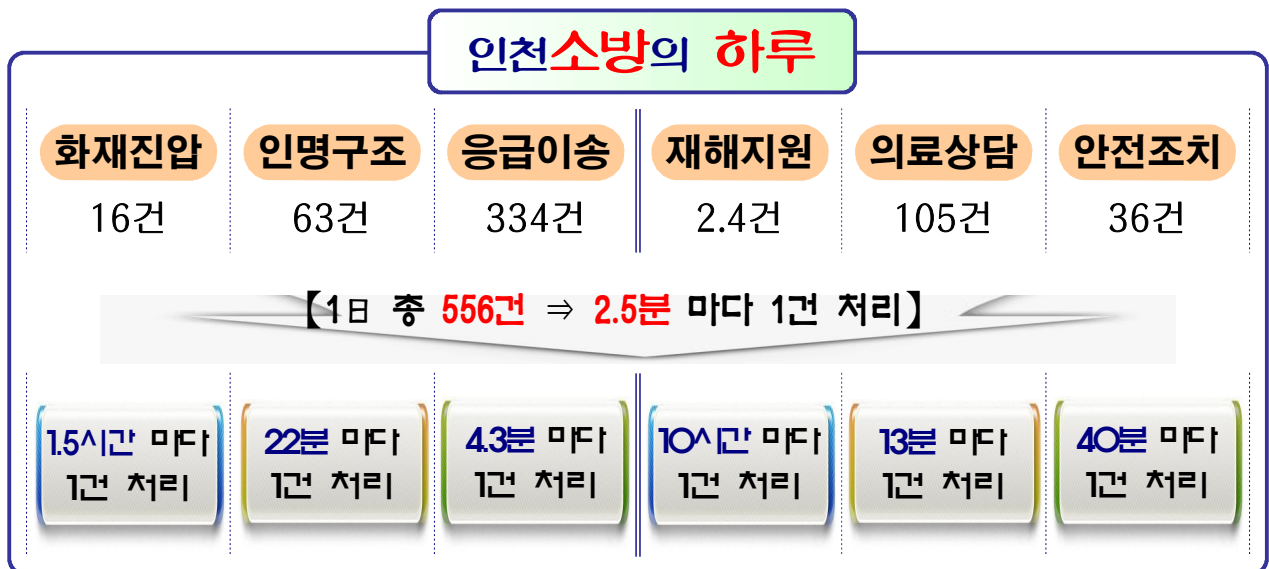 인천소방의 하루
화재진압 인명구조 응급이송 재해지원 의료상담 안전조치
16건 63건 334건 2.4건 105건 36건
【1日 총 556건 ⇒ 2.5분 마다 1건 처리】
1.5시간 마다 22분 마다 4.3분 마다 10시간 마다 13분 마다 40분 마다
1건 처리 1건 처리 1건 처리 1건 처리 1건 처리 1건 처리